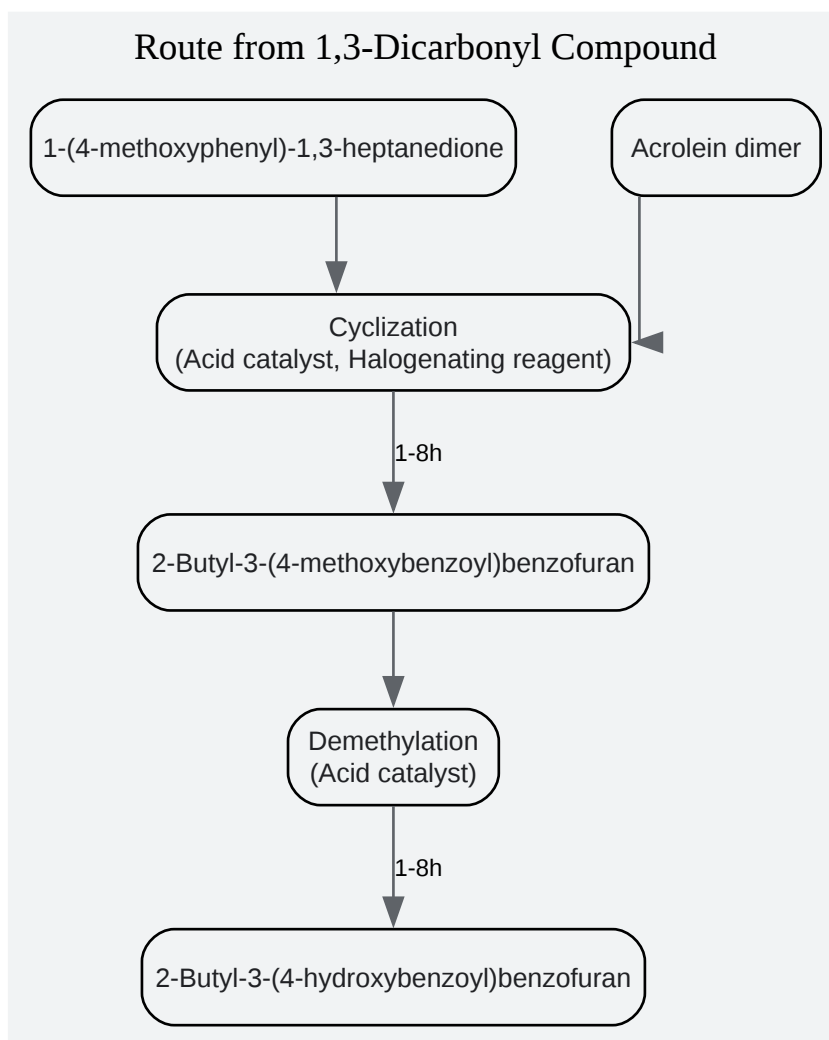 Route from 1,3-Dicarbonyl Compound
1-(4-methoxyphenyl)-1,3-heptanedione
Acrolein dimer
Cyclization
(Acid catalyst, Halogenating reagent)
1-8h
2-Butyl-3-(4-methoxybenzoyl)benzofuran
Demethylation
(Acid catalyst)
1-8h
2-Butyl-3-(4-hydroxybenzoyl)benzofuran